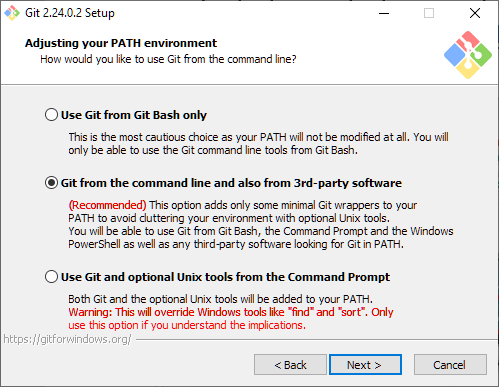 Git 2.24.0.2 Setup
Adjusting your PATH environment
How would you like to use Git from the command line?
Use Git from Git Bash only
This is the most cautious choice as your PATH will not be modified at all. You will
only be able to use the Git command line tools from Git Bash.
Git from the command line and also from 3rd-party software
(Recommended) This option adds only some minimal Git wrappers to your
PATH to avoid cluttering your environment with optional Unix tools.
You will be able to use Git from Git Bash, the Command Prompt and the Windows
PowerShell as well as any third-party software looking for Git in PATH.
Use Git and optional Unix tools from the Command Prompt
Both Git and the optional Unix tools will be added to your PATH.
Warning: This will override Windows tools like "find" and "sort". Only
use this option if you understand the implications.
https://gitforwindows.org/
< Back
Next >
Cancel